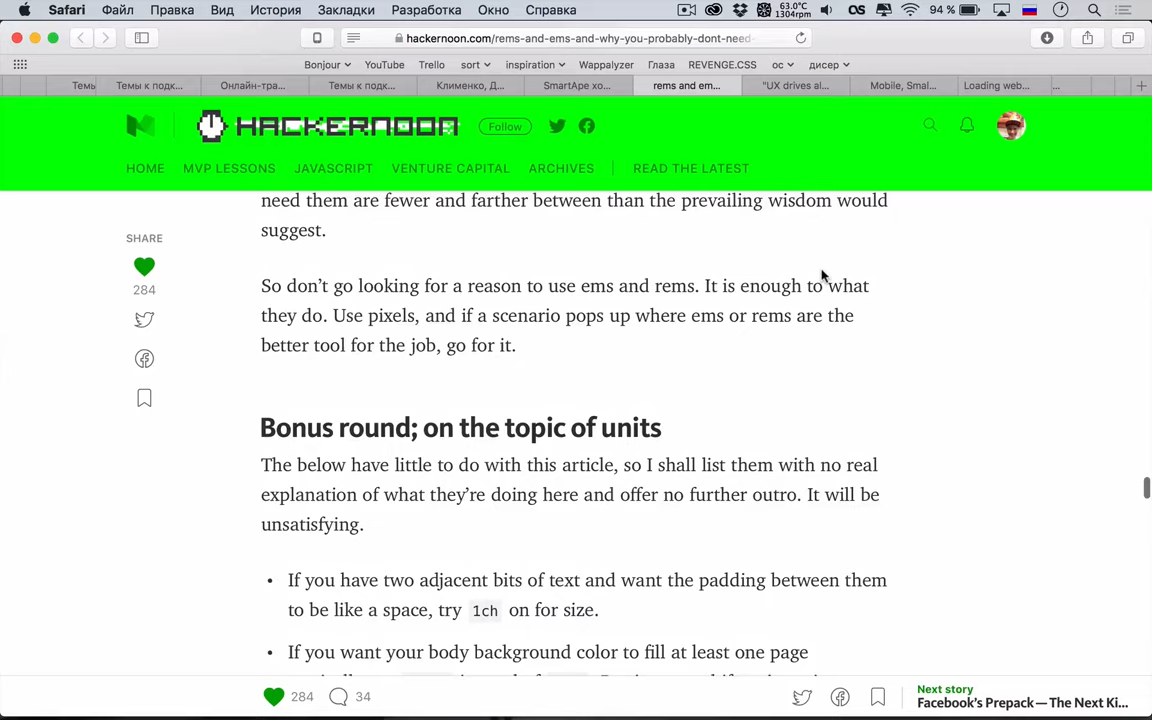 Safari Файл Правка Вид История Закладки Разработка Окно Справка 63.0°C 1304rpm 94 %
hackernoon.com/rems-and-ems-and-why-you-probably-dont-need-
Bonjour YouTube Trello sort inspiration Wappalyzer Глаза REVENGE.CSS ос дисер
Темь Темы к подк... Онлайн-тра... Темы к подк... Клименко, Д... SmartApe хо... rems and em... "UX drives al... Mobile, Smal... Loading web...
HACKERNOON Follow
HOME MVP LESSONS JAVASCRIPT VENTURE CAPITAL ARCHIVES READ THE LATEST
need them are fewer and farther between than the prevailing wisdom would
suggest.
SHARE
284
So don’t go looking for a reason to use ems and rems. It is enough to what
they do. Use pixels, and if a scenario pops up where ems or rems are the
better tool for the job, go for it.
Bonus round; on the topic of units
The below have little to do with this article, so I shall list them with no real
explanation of what they’re doing here and offer no further outro. It will be
unsatisfying.
• If you have two adjacent bits of text and want the padding between them
to be like a space, try 1ch on for size.
• If you want your body background color to fill at least one page
284 34
Next story
Facebook’s Prepack — The Next Ki...